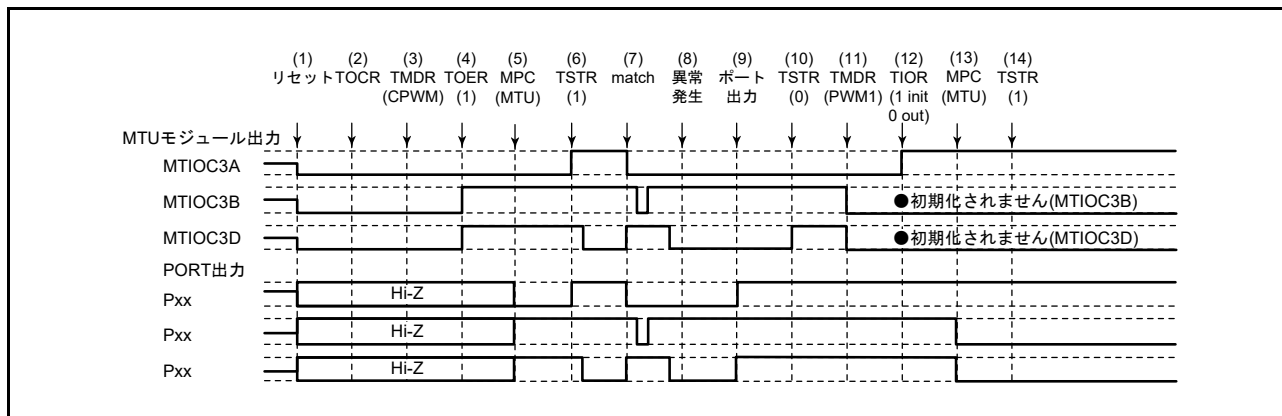 (1) (2) (3) (4) (5) (6) (7) (8) (9) (10) (11) (12) (13) (14)
リセット TOCR TMDR TOER MPC TSTR match 異常 ポート TSTR TMDR TIOR MPC TSTR
(CPWM) (1) (MTU) (1) 発生 出力 (0) (PWM1) (1 init (MTU) (1)
0 out)
MTUモジュール出力
MTIOC3A
MTIOC3B ●初期化されません(MTIOC3B)
MTIOC3D ●初期化されません(MTIOC3D)
PORT出力
Pxx Hi-Z
Pxx Hi-Z
Pxx Hi-Z